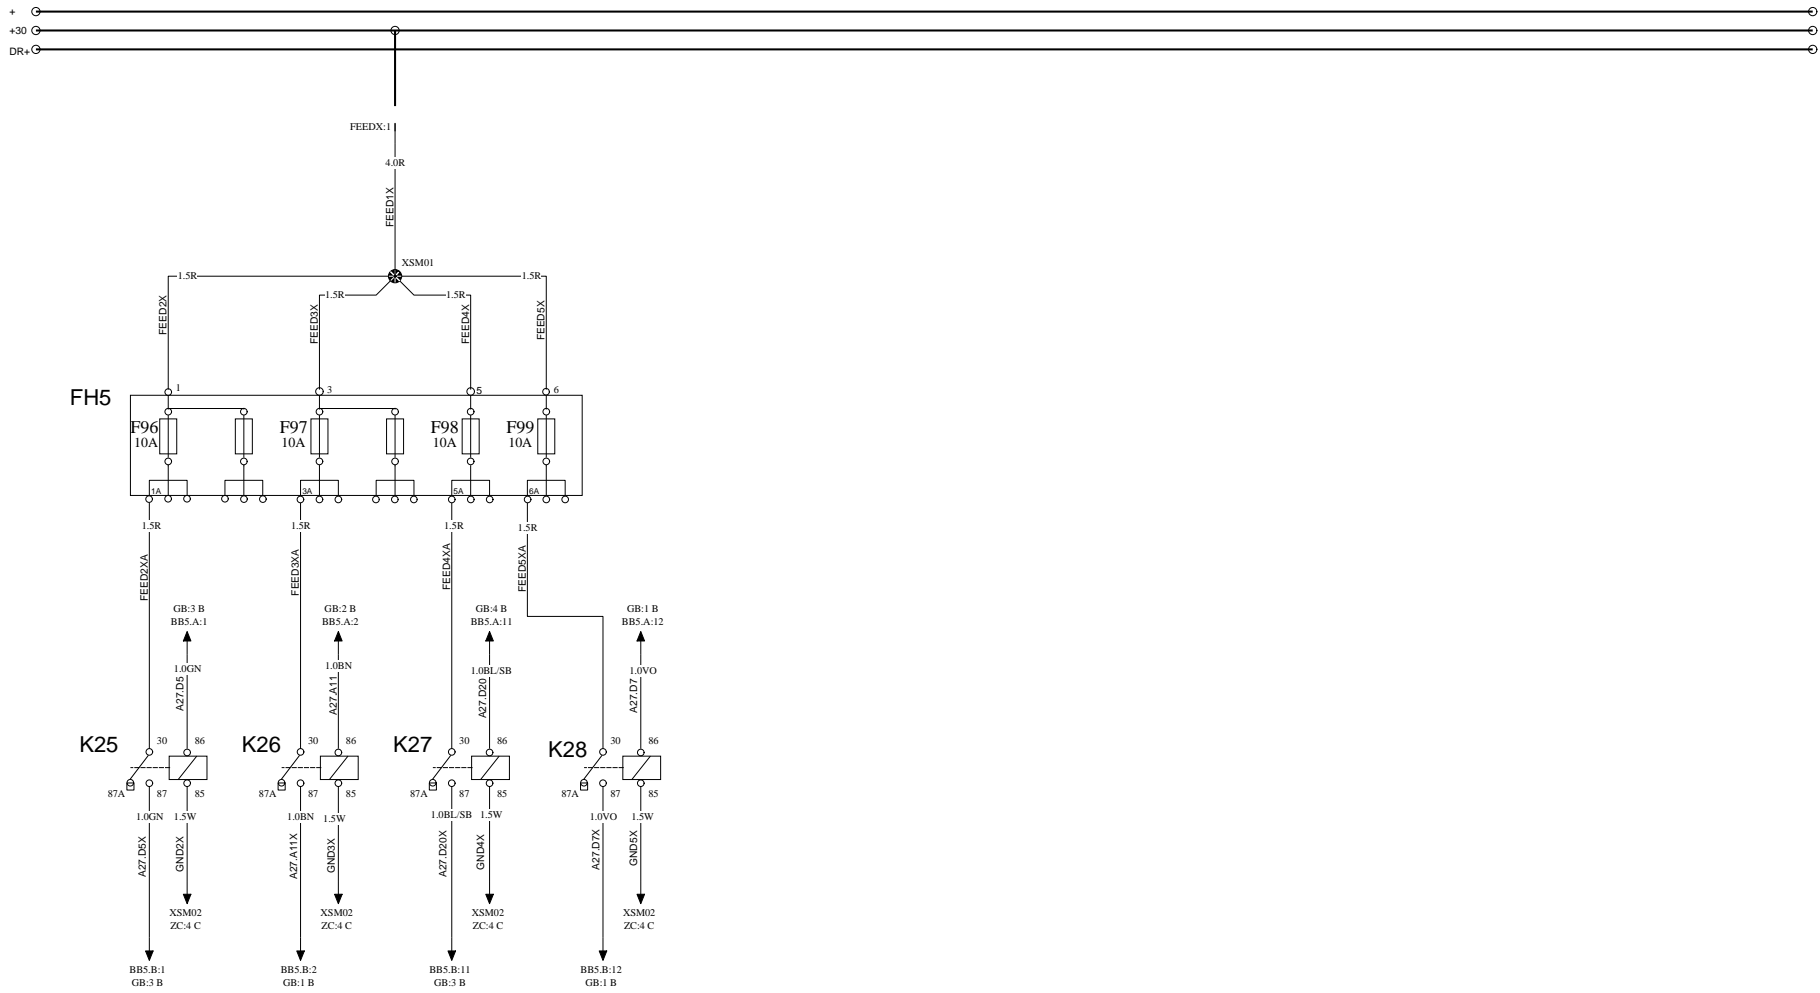 +
+30
DR+
FEEDX:1
4.0R
FEED1X
XSM01
1.5R
1.5R
1.5R
1.5R
FEED2X
FEED3X
FEED4X
FEED5X
FH5
1
3
5
6
F96
10A
F97
10A
F98
10A
F99
10A
1A
3A
5A
6A
1.5R
1.5R
1.5R
1.5R
FEED2XA
FEED3XA
FEED4XA
FEED5XA
GB:3 B
BB5.A:1
GB:2 B
BB5.A:2
GB:4 B
BB5.A:11
GB:1 B
BB5.A:12
1.0GN
1.0BN
1.0BL/SB
1.0VO
A27.D5
A27.A11
A27.D20
A27.D7
K25
30
86
K26
30
86
K27
30
86
K28
30
86
87A
87
85
87A
87
85
87A
87
85
87A
87
85
1.0GN
1.5W
1.0BN
1.5W
1.0BL/SB
1.5W
1.0VO
1.5W
A27.D5X
GND2X
A27.A11X
GND3X
A27.D20X
GND4X
A27.D7X
GND5X
XSM02
ZC:4 C
XSM02
ZC:4 C
XSM02
ZC:4 C
XSM02
ZC:4 C
BB5.B:1
GB:3 B
BB5.B:2
GB:1 B
BB5.B:11
GB:3 B
BB5.B:12
GB:1 B